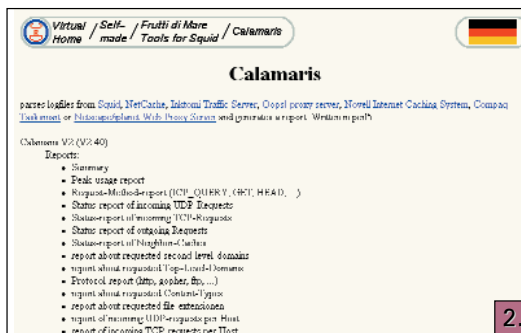 Virtual Home / Self-made / Frutti di Mare Tools for Squid / Calamaris
Calamaris
parses logfiles from Squid, NetCache, Inktomi Traffic Server, Oops! proxy server, Novell Internet Caching System, Compaq
Tasksmart or Netscape/iplanet Web Proxy Server and generates a report. Written in perl5
Calamaris V2 (V2.40)
Reports:
• Summary
• Peak usage report
• Request-Method-report (ICP_QUERY, GET, HEAD, ...)
• Status report of incoming UDP Requests
• Status-report of incoming TCP-Requests
• Status report of outgoing Requests
• Status-report of Neighbor-Caches
• report about requested second level domains
• report about requested Top-Level-Domains
• Protocol report (http, gopher, ftp, ...)
• report about requested Content-Types
• report about requested file extensionen
• report of incoming UDP-requests per Host
• report of incoming TCP requests per Host
2.